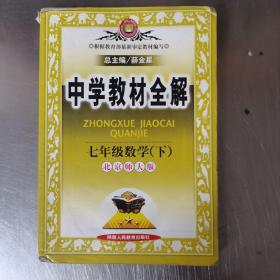 根据教育部最新审定教材编写
总主编/薛金星
中学教材全解
ZHONGXUE JIAOCAI
QUANJIE
七年级数学(下)
北京师大版
陕西人民教育出版社